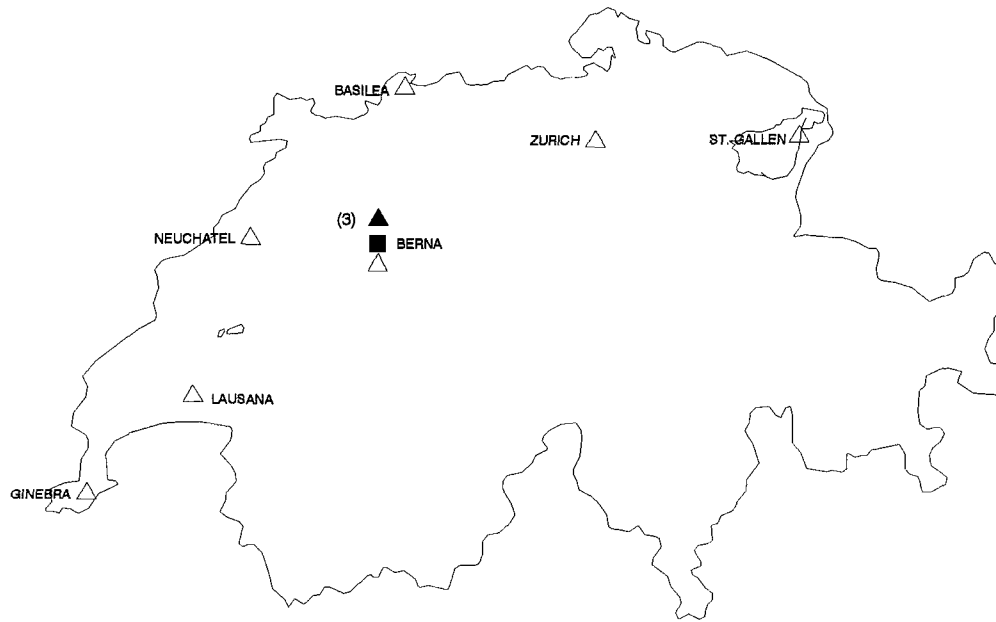 BASILEA
ZURICH
ST. GALLEN
(3)
NEUCHATEL
BERNA
LAUSANA
GINEBRA